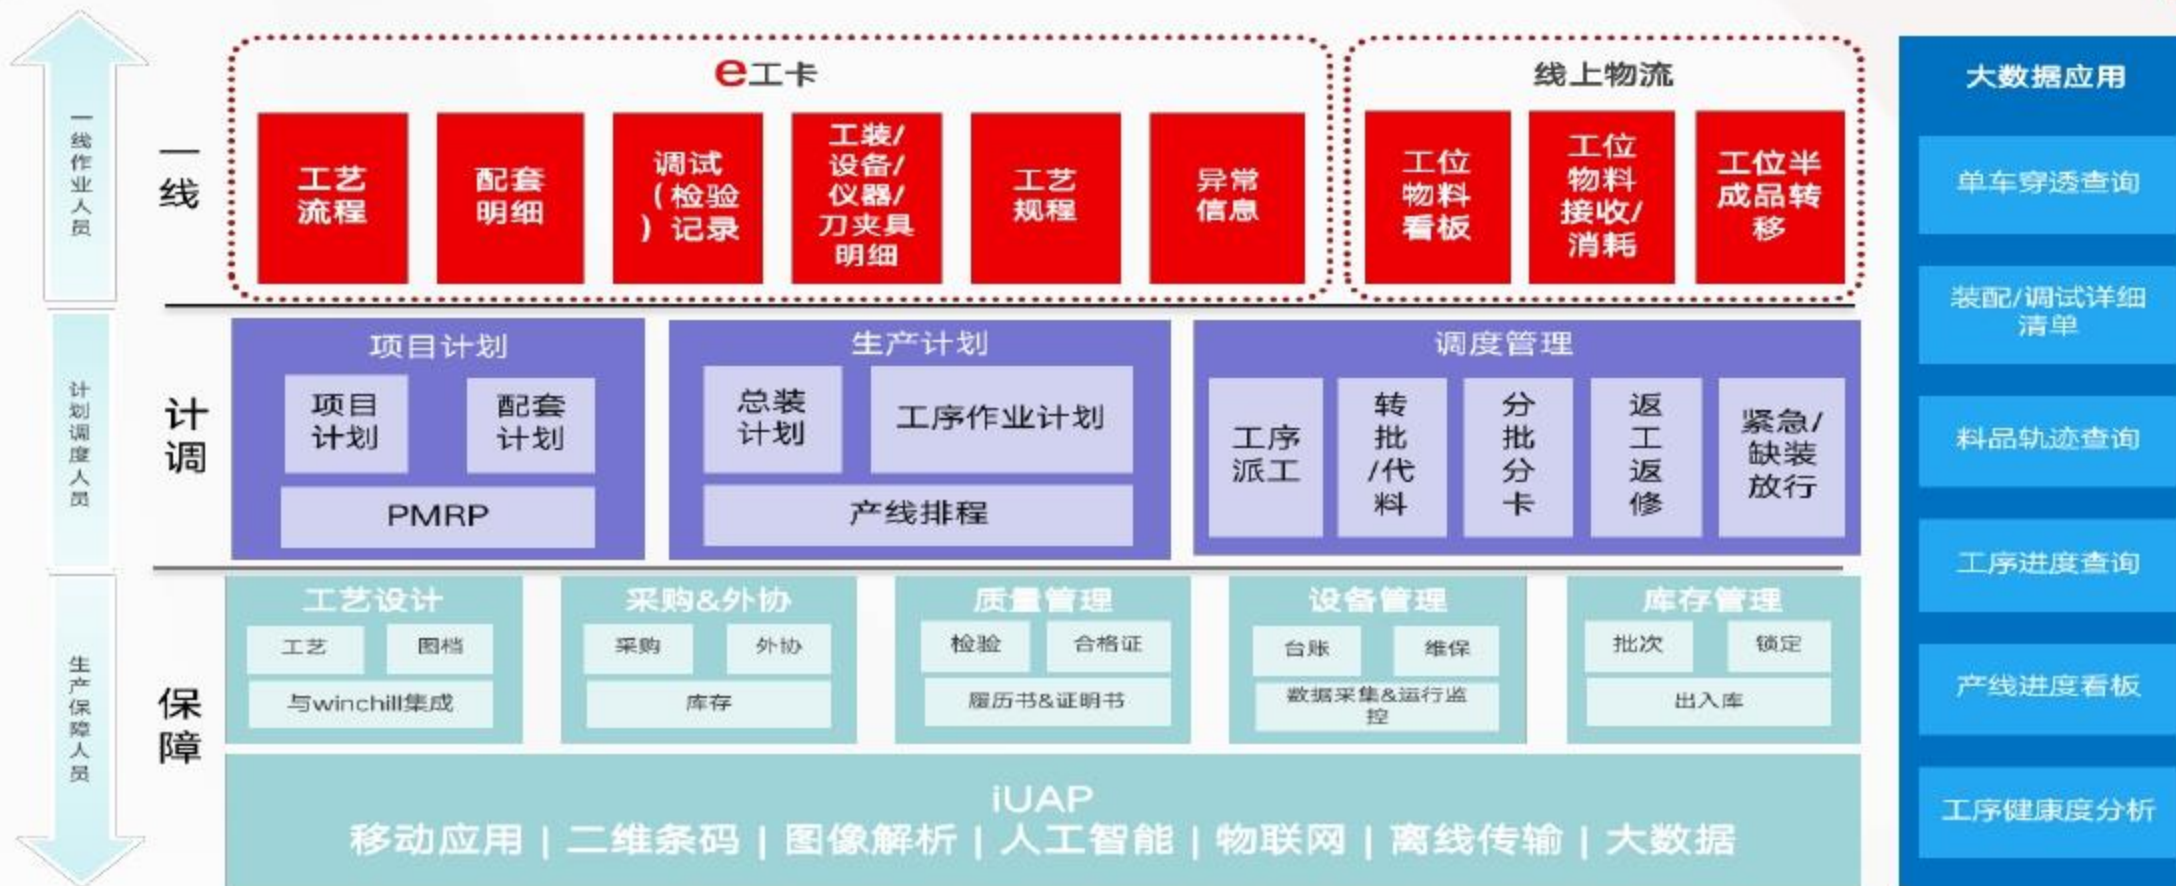 一线作业人员
一线
e工卡
工艺
流程
配套
明细
调试
（检验
）记录
工装/
设备/
仪器/
刀夹具
明细
工艺
规程
异常
信息
线上物流
工位
物料
看板
工位
物料
接收/
消耗
工位半
成品转
移
计划调度人员
计调
项目计划
项目
计划
配套
计划
PMRP
生产计划
总装
计划
工序作业计划
产线排程
调度管理
工序
派工
转
批
/代
料
分
批
分
卡
返
工
返
修
紧急/
缺装
放行
生产保障人员
保障
工艺设计
工艺
图档
与winchill集成
采购&外协
采购
外协
库存
质量管理
检验
合格证
履历书&证明书
设备管理
台账
维保
数据采集&运行监
控
库存管理
批次
锁定
出入库
iUAP
移动应用 | 二维条码 | 图像解析 | 人工智能 | 物联网 | 离线传输 | 大数据
大数据应用
单车穿透查询
装配/调试详细
清单
料品轨迹查询
工序进度查询
产线进度看板
工序健康度分析